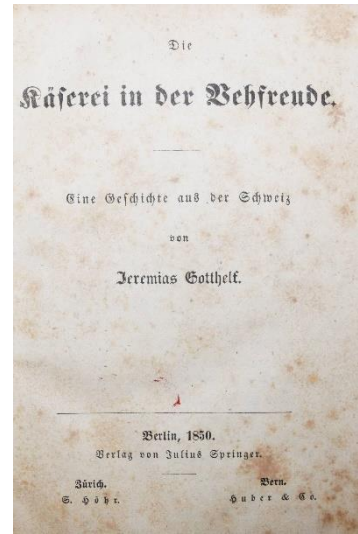 Die
Käserei in der Vehfreude.
Eine Geschichte aus der Schweiz
von
Jeremias Gotthelf.
Berlin, 1850.
Verlag von Julius Springer.
Zürich. Bern.
S. Höhr. Huber & Co.